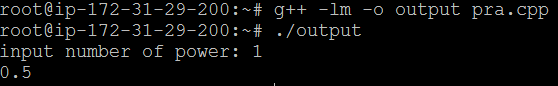 root@ip-172-31-29-200:~# g++ -lm -o output pra.cpp
root@ip-172-31-29-200:~# ./output
input number of power: 1
0.5